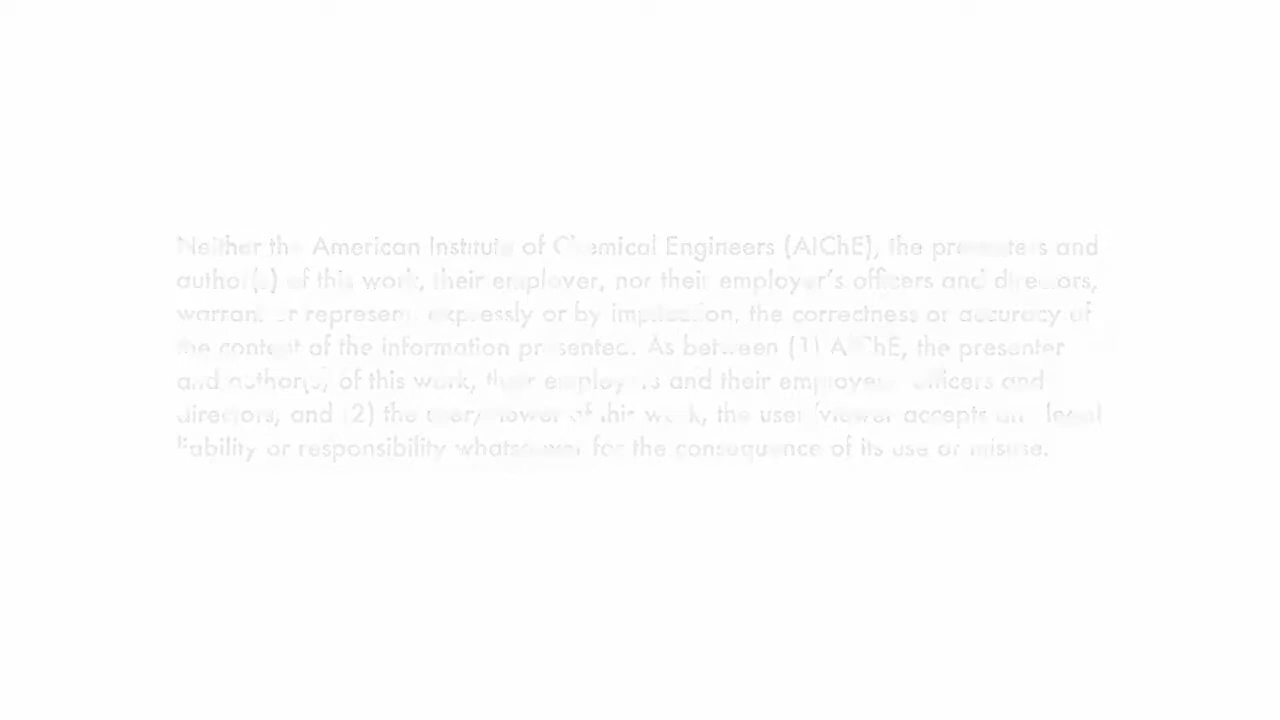 Neither the American Institute of Chemical Engineers (AIChE), the presenters and
author(s) of this work, their employer, nor their employer's officers and directors,
warrant or represent, expressly or by implication, the correctness or accuracy of
the content of the information presented. As between (1) AIChE, the presenter
and author(s) of this work, their employers and their employers' officers and
directors, and (2) the user/viewer of this work, the user/viewer accepts any legal
liability or responsibility whatsoever for the consequence of its use or misuse.